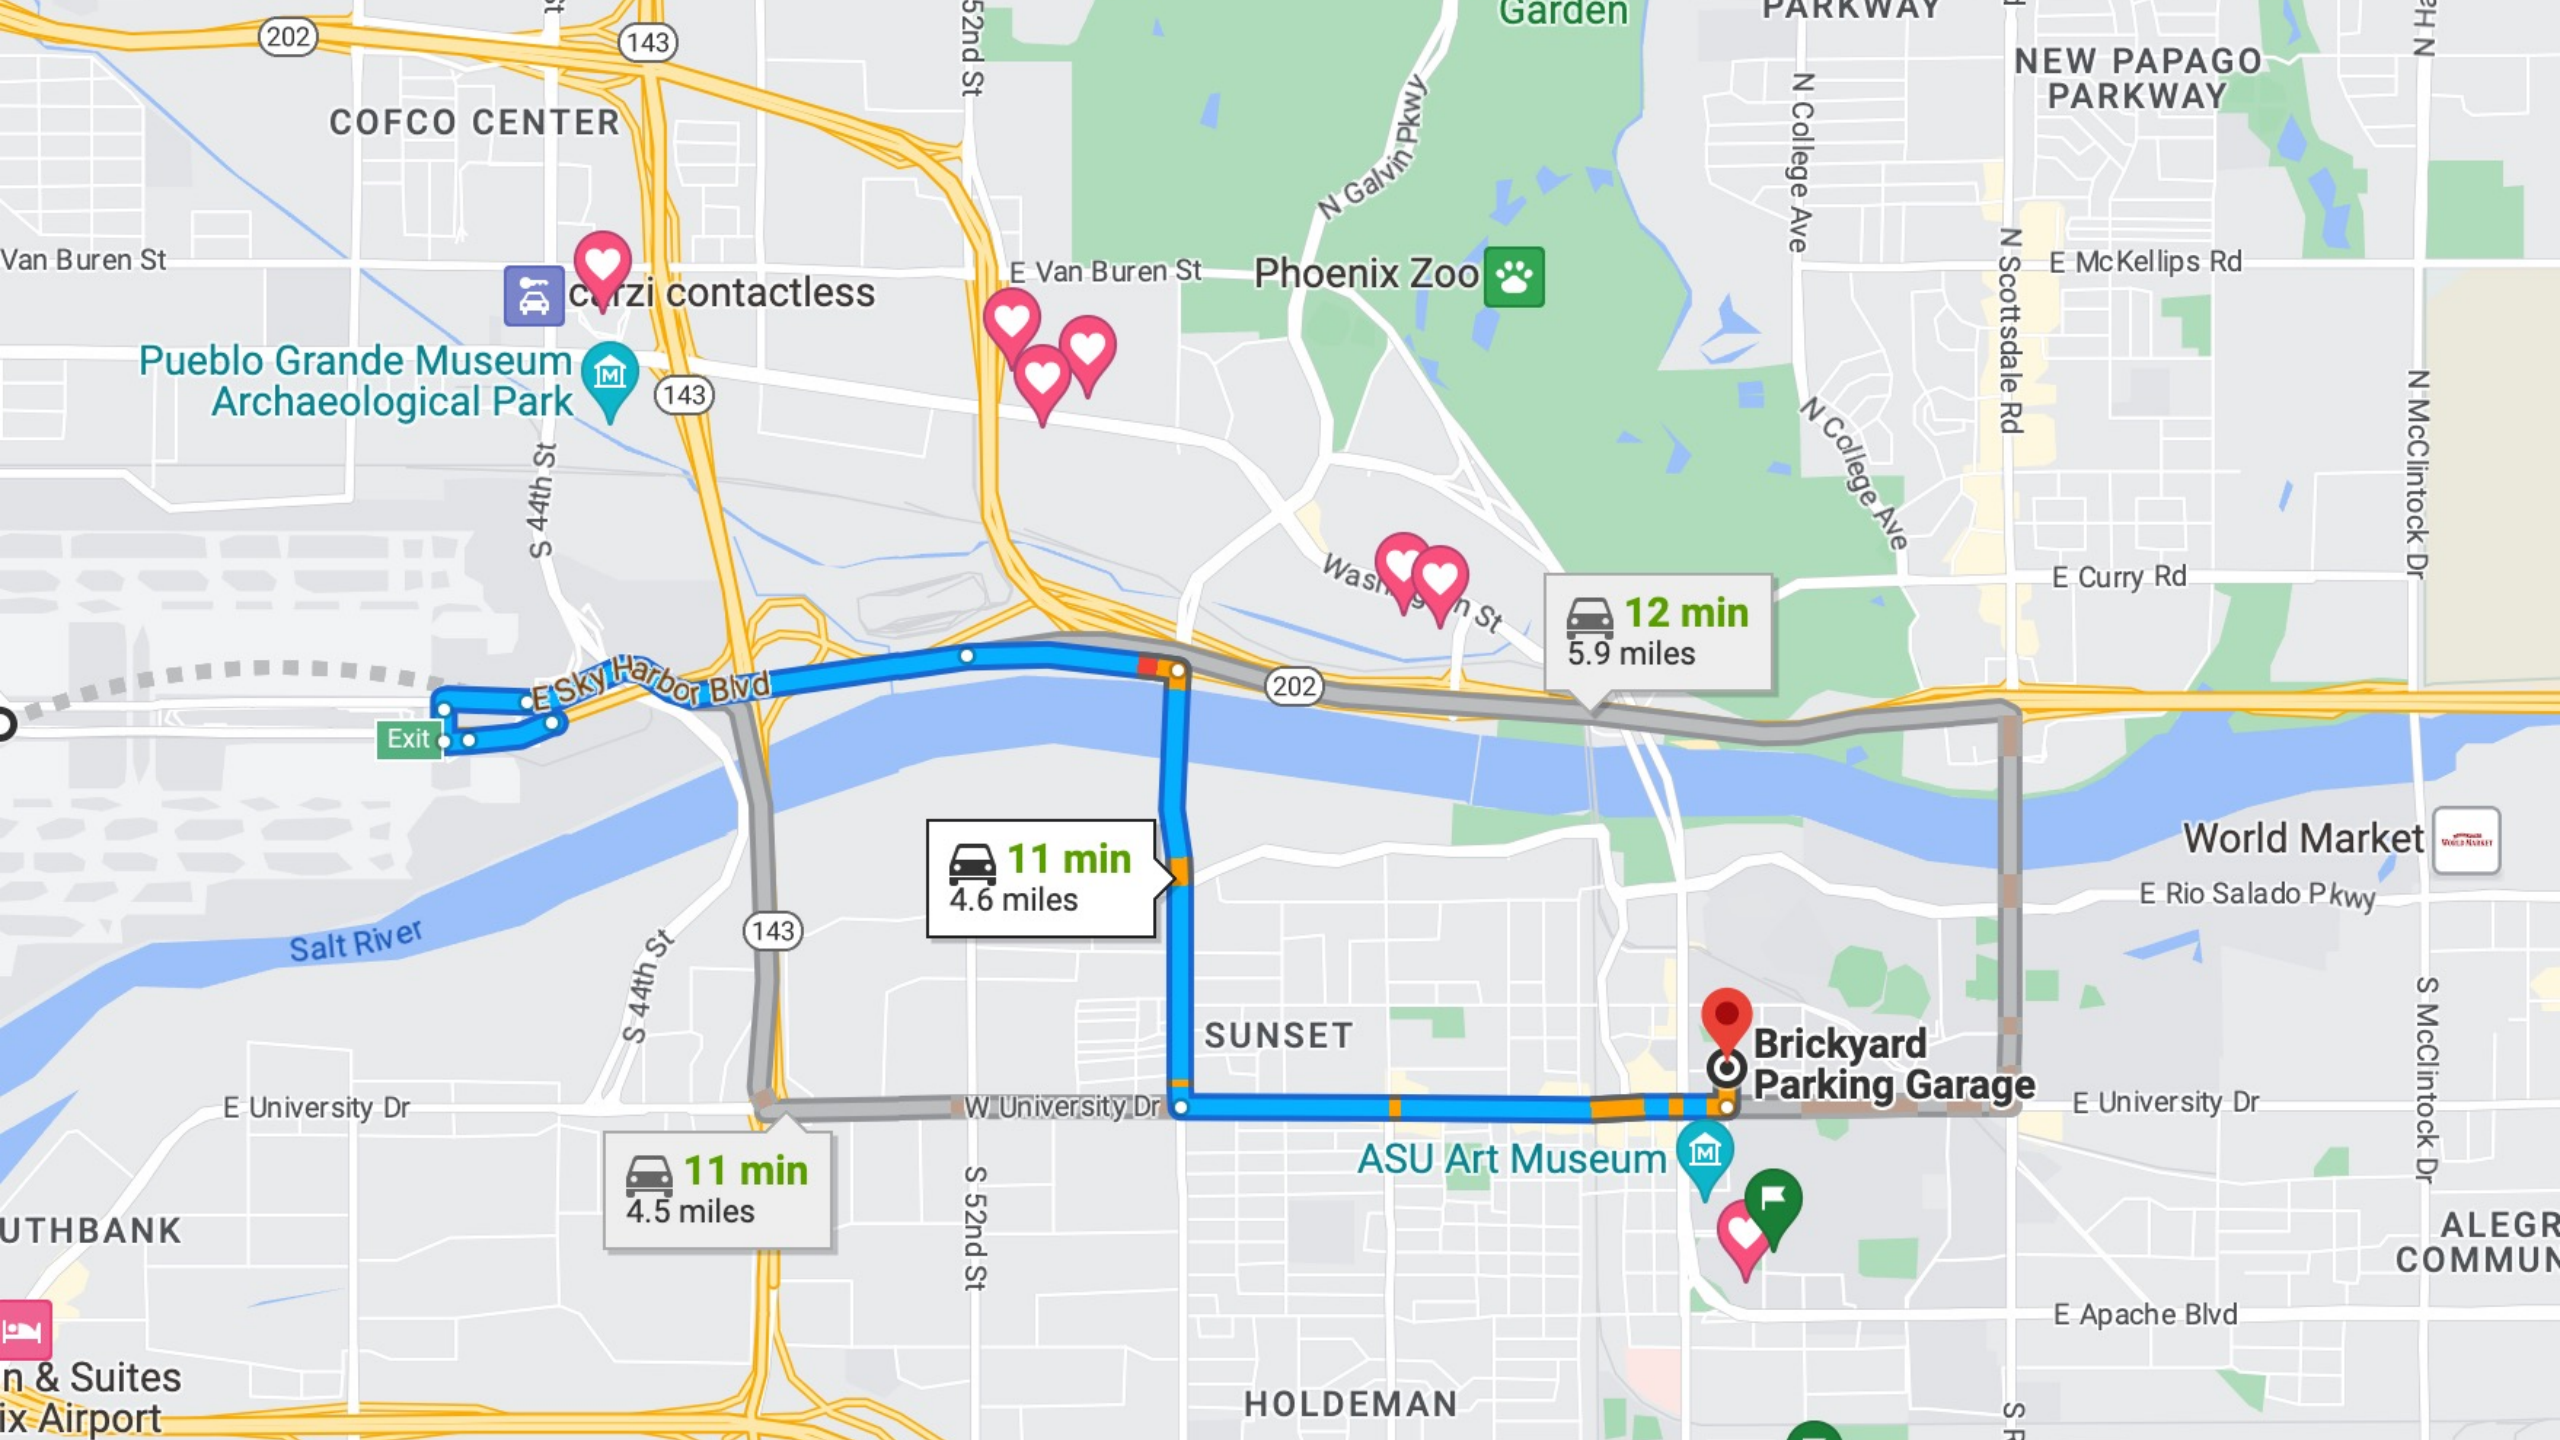 Garden
PARKWAY
202
143
52nd St
NEW PAPAGO
PARKWAY
COFCO CENTER
N Galvin Pkwy
N College Ave
Van Buren St
E Van Buren St
Phoenix Zoo
N Scottsdale Rd
E McKellips Rd
carzi contactless
Pueblo Grande Museum
Archaeological Park
143
N McClintock Dr
N College Ave
S 44th St
E Curry Rd
12 min
5.9 miles
E Sky Harbor Blvd
202
Exit
World Market
WORLD MARKET
11 min
4.6 miles
E Rio Salado Pkwy
Salt River
143
S 44th St
SUNSET
Brickyard
Parking Garage
S McClintock Dr
E University Dr
W University Dr
E University Dr
ASU Art Museum
11 min
4.5 miles
S 52nd St
UTHBANK
ALEGR
COMMUN
E Apache Blvd
n & Suites
ix Airport
HOLDEMAN